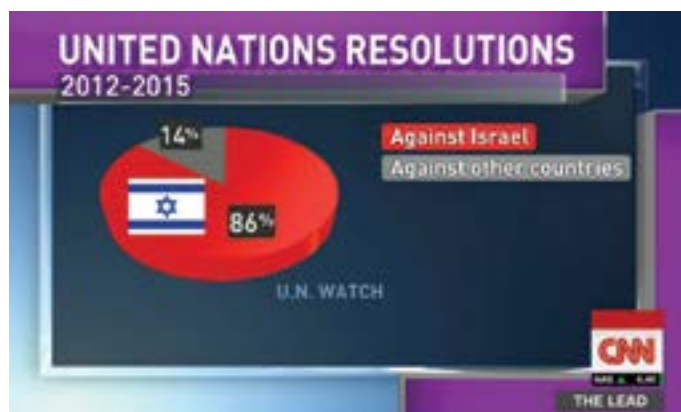 UNITED NATIONS RESOLUTIONS
2012-2015
14%
Against Israel
Against other countries
86%
U.N. WATCH
CNN
THE LEAD